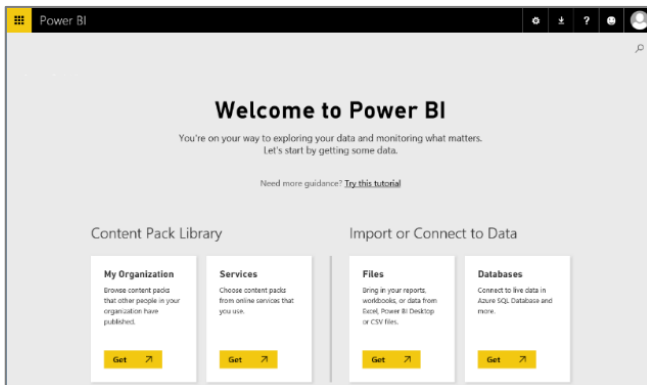 Power BI
?
Welcome to Power BI
You're on your way to exploring your data and monitoring what matters.
Let's start by getting some data.
Need more guidance? Try this tutorial
Content Pack Library
Import or Connect to Data
My Organization
Browse content packs
that other people in your
organization have
published.
Get
Services
Choose content packs
from online services that
you use.
Get
Files
Bring in your reports,
workbooks, or data from
Excel, Power BI Desktop
or CSV files.
Get
Databases
Connect to live data in
Azure SQL Database and
more.
Get